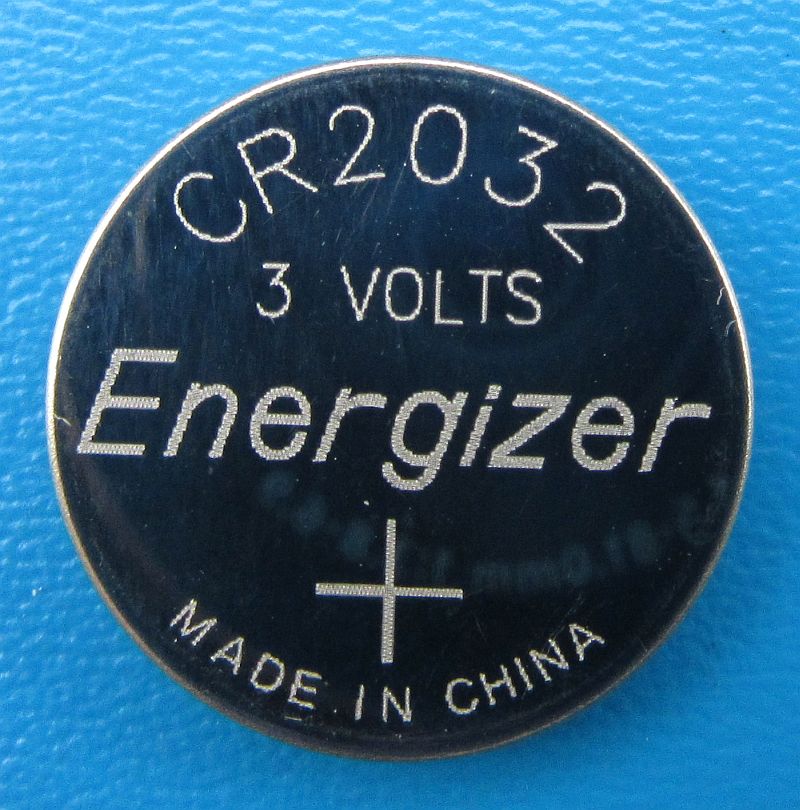 CR2032
3 VOLTS
Energizer
+
MADE IN CHINA